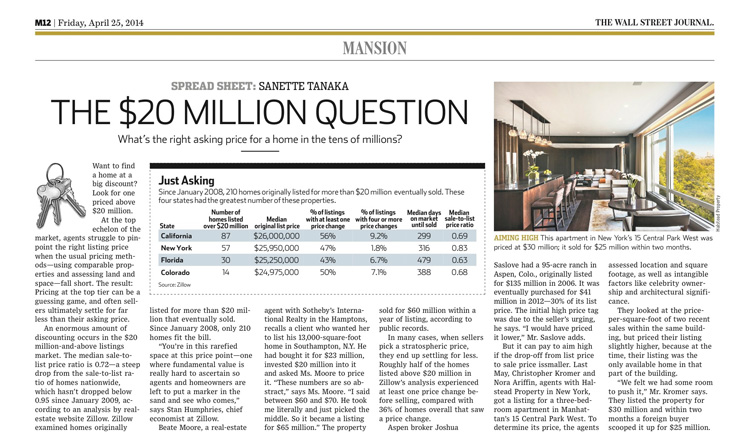 M12 | Friday, April 25, 2014
THE WALL STREET JOURNAL.
MANSION
SPREAD SHEET: SANETTE TANAKA
THE $20 MILLION QUESTION
What's the right asking price for a home in the tens of millions?
Want to find
a home at a
big discount?
Look for one
priced above
$20 million.
At the top
echelon of the
market, agents struggle to pin-
point the right listing price
when the usual pricing meth-
ods—using comparable prop-
erties and assessing land and
space—fall short. The result:
Pricing at the top tier can be a
guessing game, and often sell-
ers ultimately settle for far
less than their asking price.
An enormous amount of
discounting occurs in the $20
million-and-above listings
market. The median sale-to-
list price ratio is 0.72—a steep
drop from the sale-to-list ra-
tio of homes nationwide,
which hasn't dropped below
0.95 since January 2009, ac-
cording to an analysis by real-
estate website Zillow. Zillow
examined homes originally
Just Asking
Since January 2008, 210 homes originally listed for more than $20 million eventually sold. These
four states had the greatest number of these properties.
State | Number of homes listed over $20 million | Median original list price | % of listings with at least one price change | % of listings with four or more price changes | Median days on market until sold | Median sale-to-list price ratio
California 87 $26,000,000 56% 9.2% 299 0.69
New York 57 $25,950,000 47% 1.8% 316 0.83
Florida 30 $25,250,000 43% 6.7% 479 0.63
Colorado 14 $24,975,000 50% 7.1% 388 0.68
Source: Zillow
listed for more than $20 mil-
lion that eventually sold.
Since January 2008, only 210
homes fit the bill.
"You're in this rarefied
space at this price point—one
where fundamental value is
really hard to ascertain so
agents and homeowners are
left to put a marker in the
sand and see who comes,"
says Stan Humphries, chief
economist at Zillow.
Beate Moore, a real-estate
agent with Sotheby's Interna-
tional Realty in the Hamptons,
recalls a client who wanted her
to list his 13,000-square-foot
home in Southampton, N.Y. He
had bought it for $23 million,
invested $20 million into it
and asked Ms. Moore to price
it. "These numbers are so ab-
stract," says Ms. Moore. "I said
between $60 and $70. He took
me literally and just picked the
middle. So it became a listing
for $65 million." The property
sold for $60 million within a
year of listing, according to
public records.
In many cases, when sellers
pick a stratospheric price,
they end up settling for less.
Roughly half of the homes
listed above $20 million in
Zillow's analysis experienced
at least one price change be-
fore selling, compared with
36% of homes overall that saw
a price change.
Aspen broker Joshua
Halstead Property
AIMING HIGH This apartment in New York's 15 Central Park West was
priced at $30 million; it sold for $25 million within two months.
Saslove had a 95-acre ranch in
Aspen, Colo., originally listed
for $135 million in 2006. It was
eventually purchased for $41
million in 2012—30% of its list
price. The initial high price tag
was due to the seller's urging,
he says. "I would have priced
it lower," Mr. Saslove adds.
But it can pay to aim high
if the drop-off from list price
to sale price issmaller. Last
May, Christopher Kromer and
Nora Ariffin, agents with Hal-
stead Property in New York,
got a listing for a three-bed-
room apartment in Manhat-
tan's 15 Central Park West. To
determine its price, the agents
assessed location and square
footage, as well as intangible
factors like celebrity owner-
ship and architectural signifi-
cance.
They looked at the price-
per-square-foot of two recent
sales within the same build-
ing, but priced their listing
slightly higher, because at the
time, their listing was the
only available home in that
part of the building.
"We felt we had some room
to push it," Mr. Kromer says.
They listed the property for
$30 million and within two
months a foreign buyer
scooped it up for $25 million.